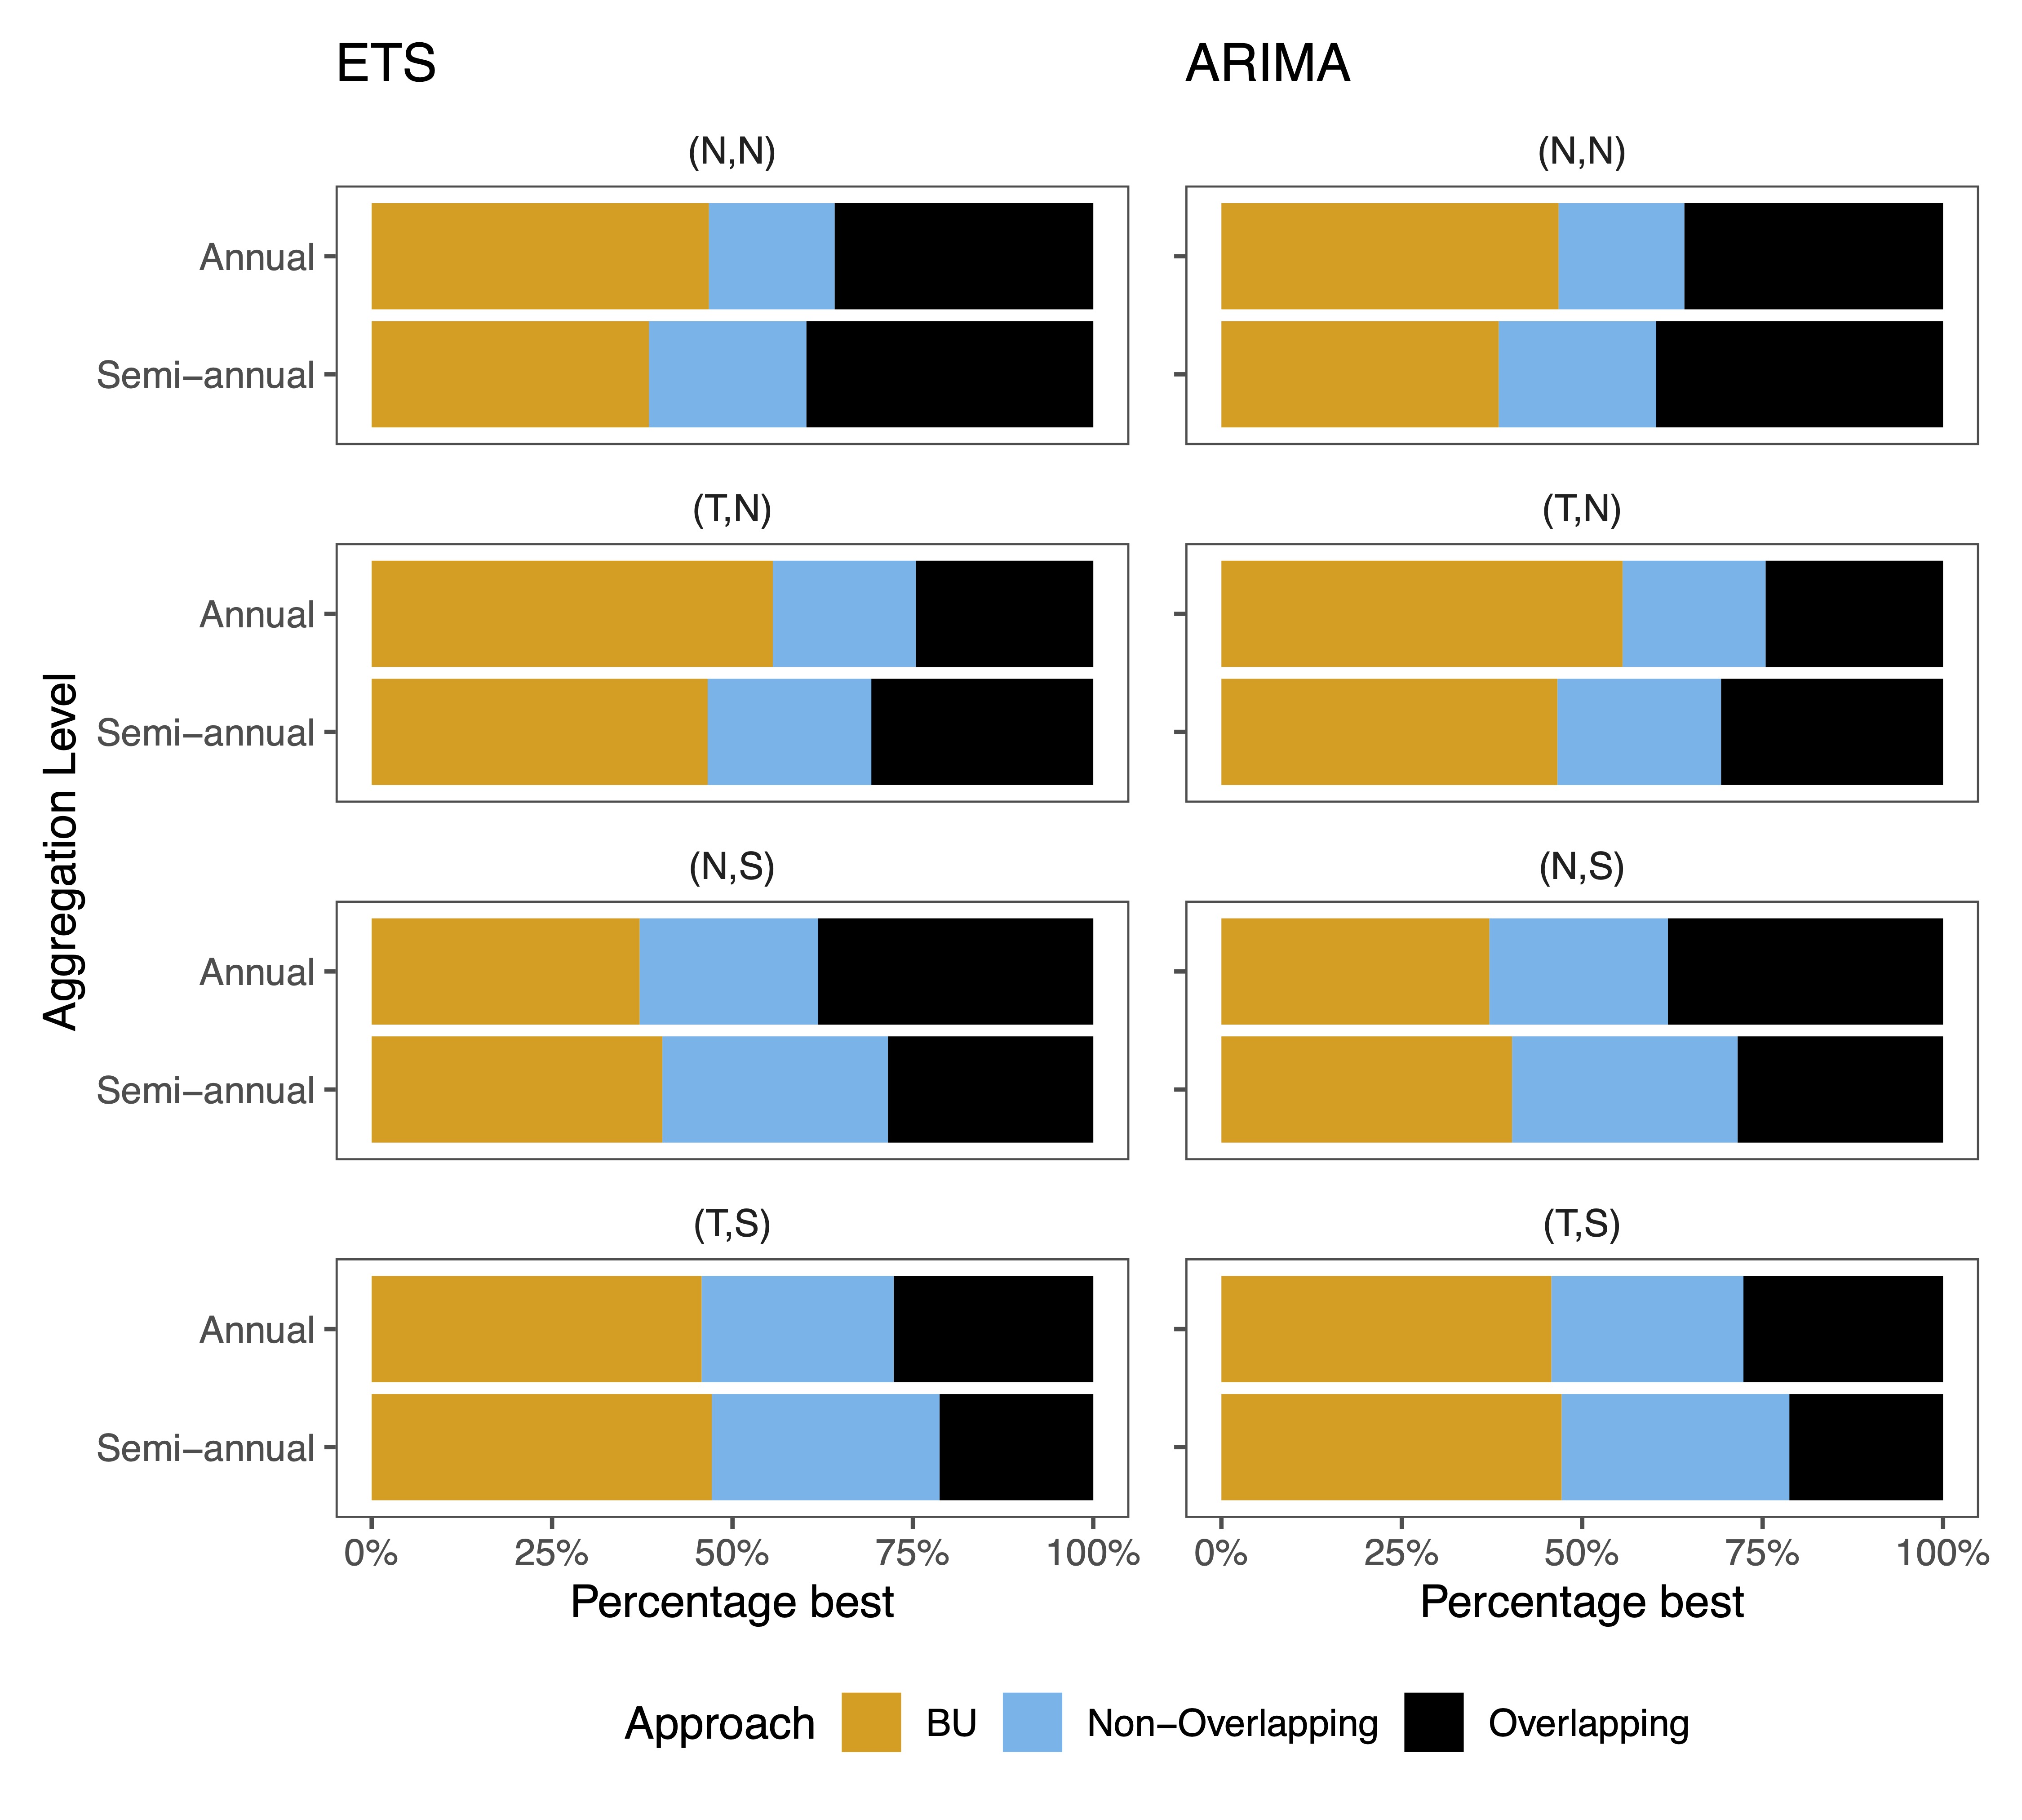 ETS
ARIMA
(N,N)
(N,N)
Annual
Semi−annual
(T,N)
(T,N)
Annual
Semi−annual
(N,S)
(N,S)
Annual
Semi−annual
(T,S)
(T,S)
Annual
Semi−annual
Aggregation Level
0% 25% 50% 75% 100%
0% 25% 50% 75% 100%
Percentage best
Percentage best
Approach BU Non−Overlapping Overlapping